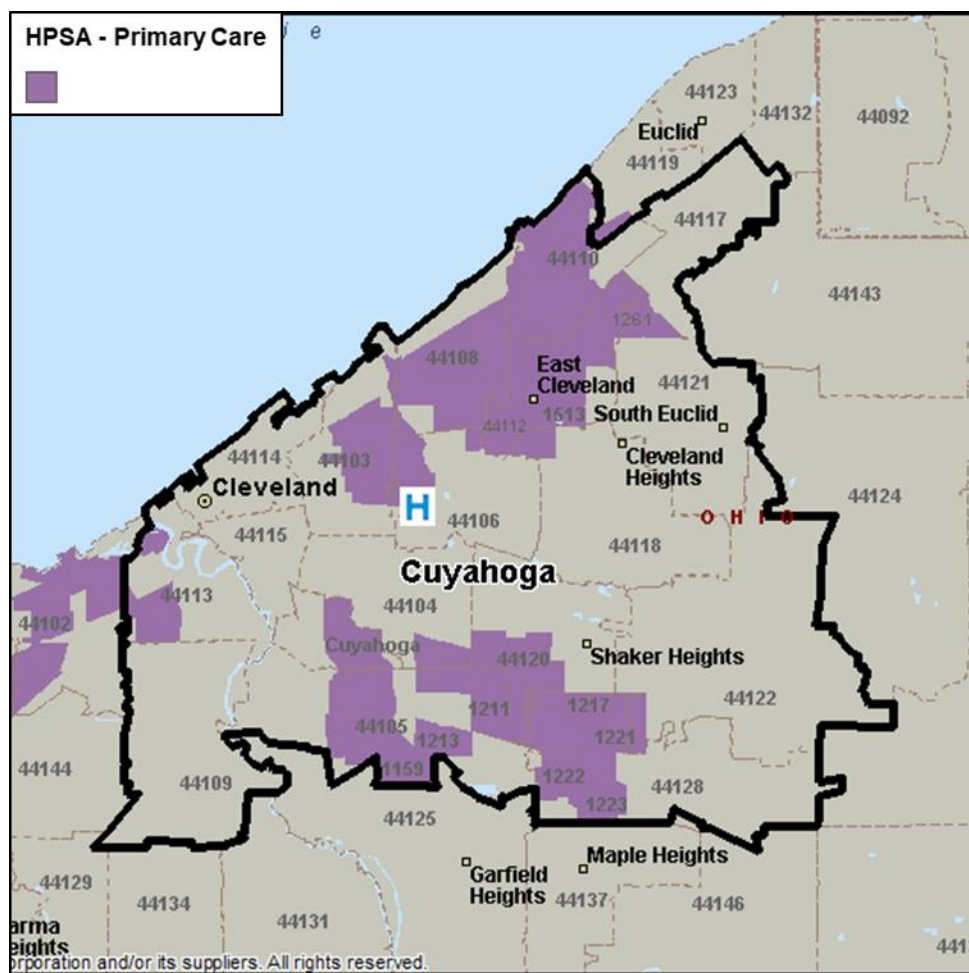 HPSA - Primary Care
i e
44123
44132
44092
Euclid
44119
44117
44110
44143
1261
44108
East
Cleveland
44121
1513
South Euclid
44112
Cleveland
Heights
44103
44114
Cleveland
H
44124
O H I O
44106
44115
44118
Cuyahoga
44113
44104
44102
Cuyahoga
44120
Shaker Heights
44122
1217
1211
44105
1213
1221
1159
44144
44109
1222
44128
1223
44125
Maple Heights
Garfield
Heights
44129
44134
44137
44146
44131
441
arma
eights
orporation and/or its suppliers. All rights reserved.